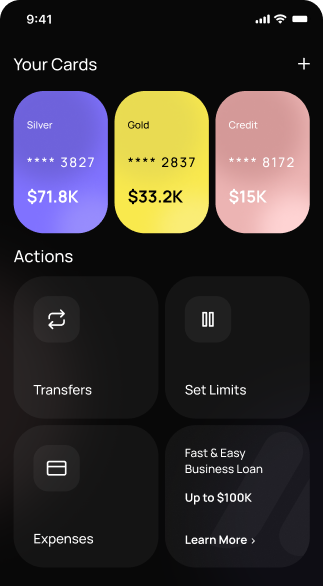 9:41
Your Cards
Silver
**** 3827
$71.8K
Gold
**** 2837
$33.2K
Credit
**** 8172
$15K
Actions
Transfers
Set Limits
Expenses
Fast & Easy
Business Loan
Up to $100K
Learn More ›